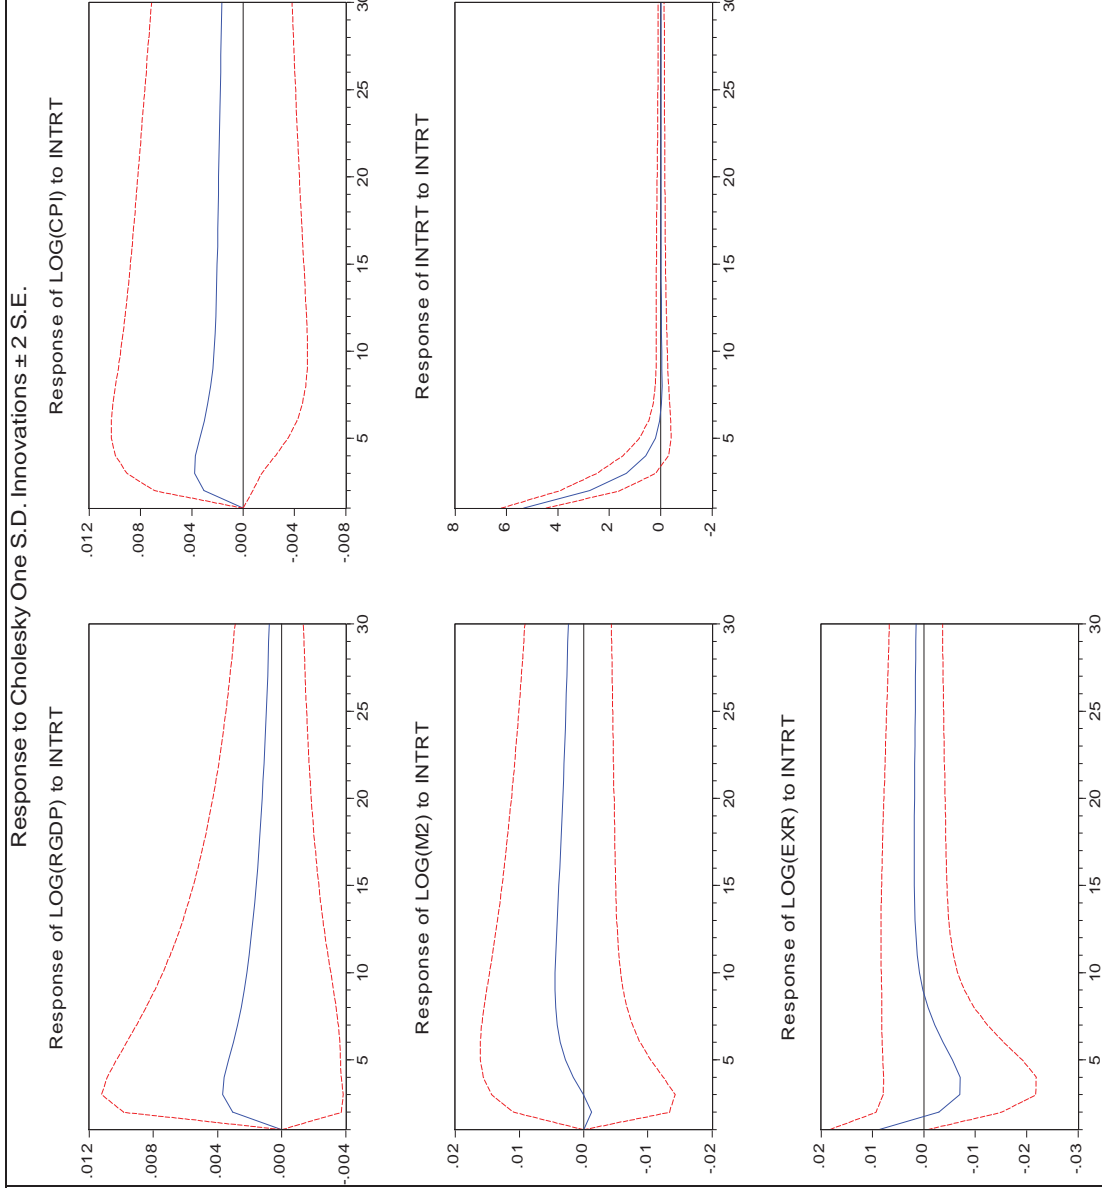 Response to Cholesky One S.D. Innovations ± 2 S.E.
Response of LOG(RGDP) to INTRT
.012
.008
.004
.000
-.004
5 10 15 20 25 30
Response of LOG(CPI) to INTRT
.012
.008
.004
.000
-.004
-.008
5 10 15 20 25 30
Response of LOG(M2) to INTRT
.02
.01
.00
-.01
-.02
5 10 15 20 25 30
Response of INTRT to INTRT
8
6
4
2
0
-2
5 10 15 20 25 30
Response of LOG(EXR) to INTRT
.02
.01
.00
-.01
-.02
-.03
5 10 15 20 25 30